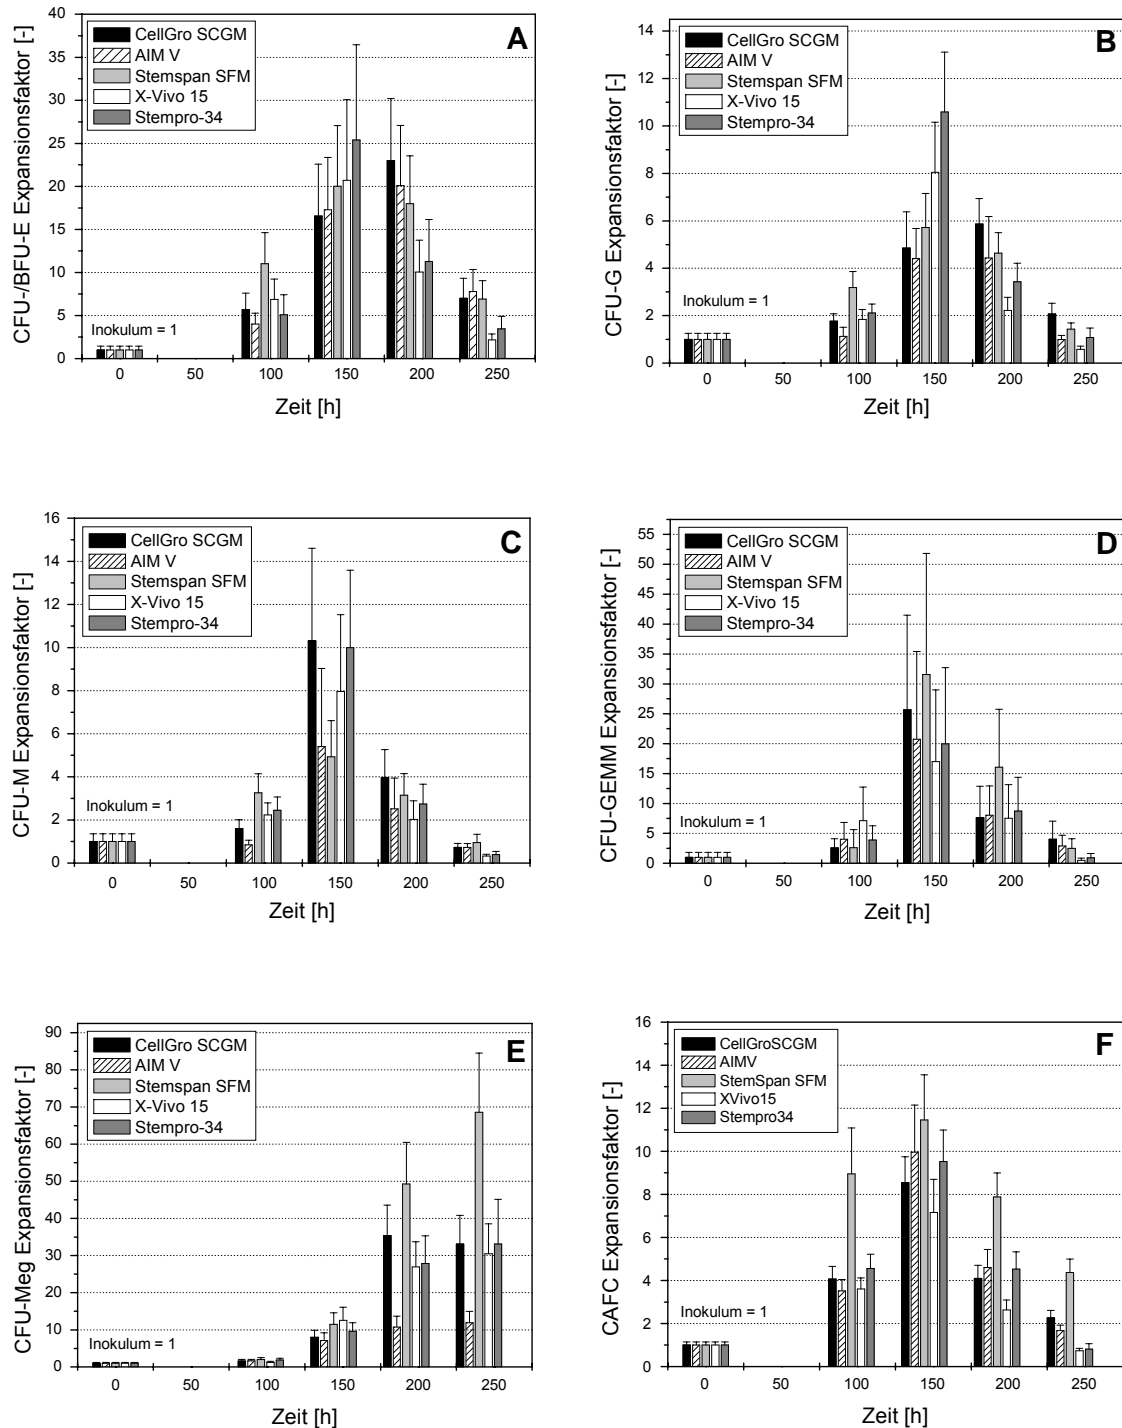 A
CFU-/BFU-E Expansionsfaktor [-]
40
35
30
25
20
15
10
5
0
CellGro SCGM
AIM V
Stemspan SFM
X-Vivo 15
Stempro-34
Inokulum = 1
0 50 100 150 200 250
Zeit [h]
B
CFU-G Expansionsfaktor [-]
14
12
10
8
6
4
2
0
CellGro SCGM
AIM V
Stemspan SFM
X-Vivo 15
Stempro-34
Inokulum = 1
0 50 100 150 200 250
Zeit [h]
C
CFU-M Expansionsfaktor [-]
16
14
12
10
8
6
4
2
0
CellGro SCGM
AIM V
Stemspan SFM
X-Vivo 15
Stempro-34
Inokulum = 1
0 50 100 150 200 250
Zeit [h]
D
CFU-GEMM Expansionsfaktor [-]
55
50
45
40
35
30
25
20
15
10
5
0
CellGro SCGM
AIM V
Stemspan SFM
X-Vivo 15
Stempro-34
Inokulum = 1
0 50 100 150 200 250
Zeit [h]
E
CFU-Meg Expansionsfaktor [-]
90
80
70
60
50
40
30
20
10
0
CellGro SCGM
AIM V
Stemspan SFM
X-Vivo 15
Stempro-34
Inokulum = 1
0 50 100 150 200 250
Zeit [h]
F
CAFC Expansionsfaktor [-]
16
14
12
10
8
6
4
2
0
CellGroSCGM
AIMV
StemSpan SFM
XVivo15
Stempro34
Inokulum = 1
0 50 100 150 200 250
Zeit [h]